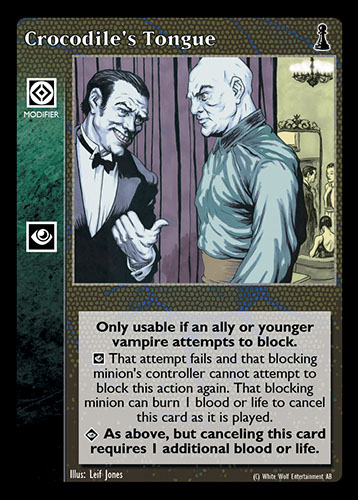 Crocodile's Tongue
MODIFIER
Only usable if an ally or younger
vampire attempts to block.
That attempt fails and that blocking
minion's controller cannot attempt to
block this action again. That blocking
minion can burn 1 blood or life to cancel
this card as it is played.
As above, but canceling this card
requires 1 additional blood or life.
Illus: Leif Jones
(C) White Wolf Entertainment AB